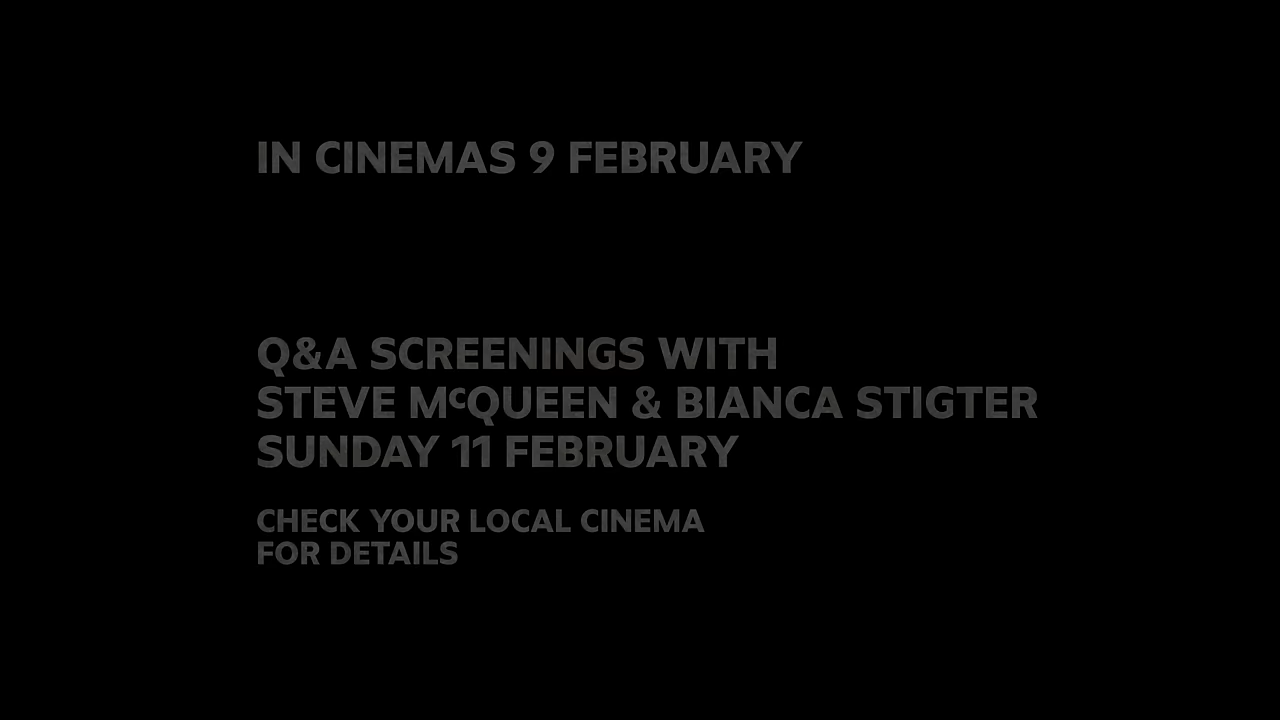 IN CINEMAS 9 FEBRUARY
Q&A SCREENINGS WITH
STEVE McQUEEN & BIANCA STIGTER
SUNDAY 11 FEBRUARY
CHECK YOUR LOCAL CINEMA
FOR DETAILS